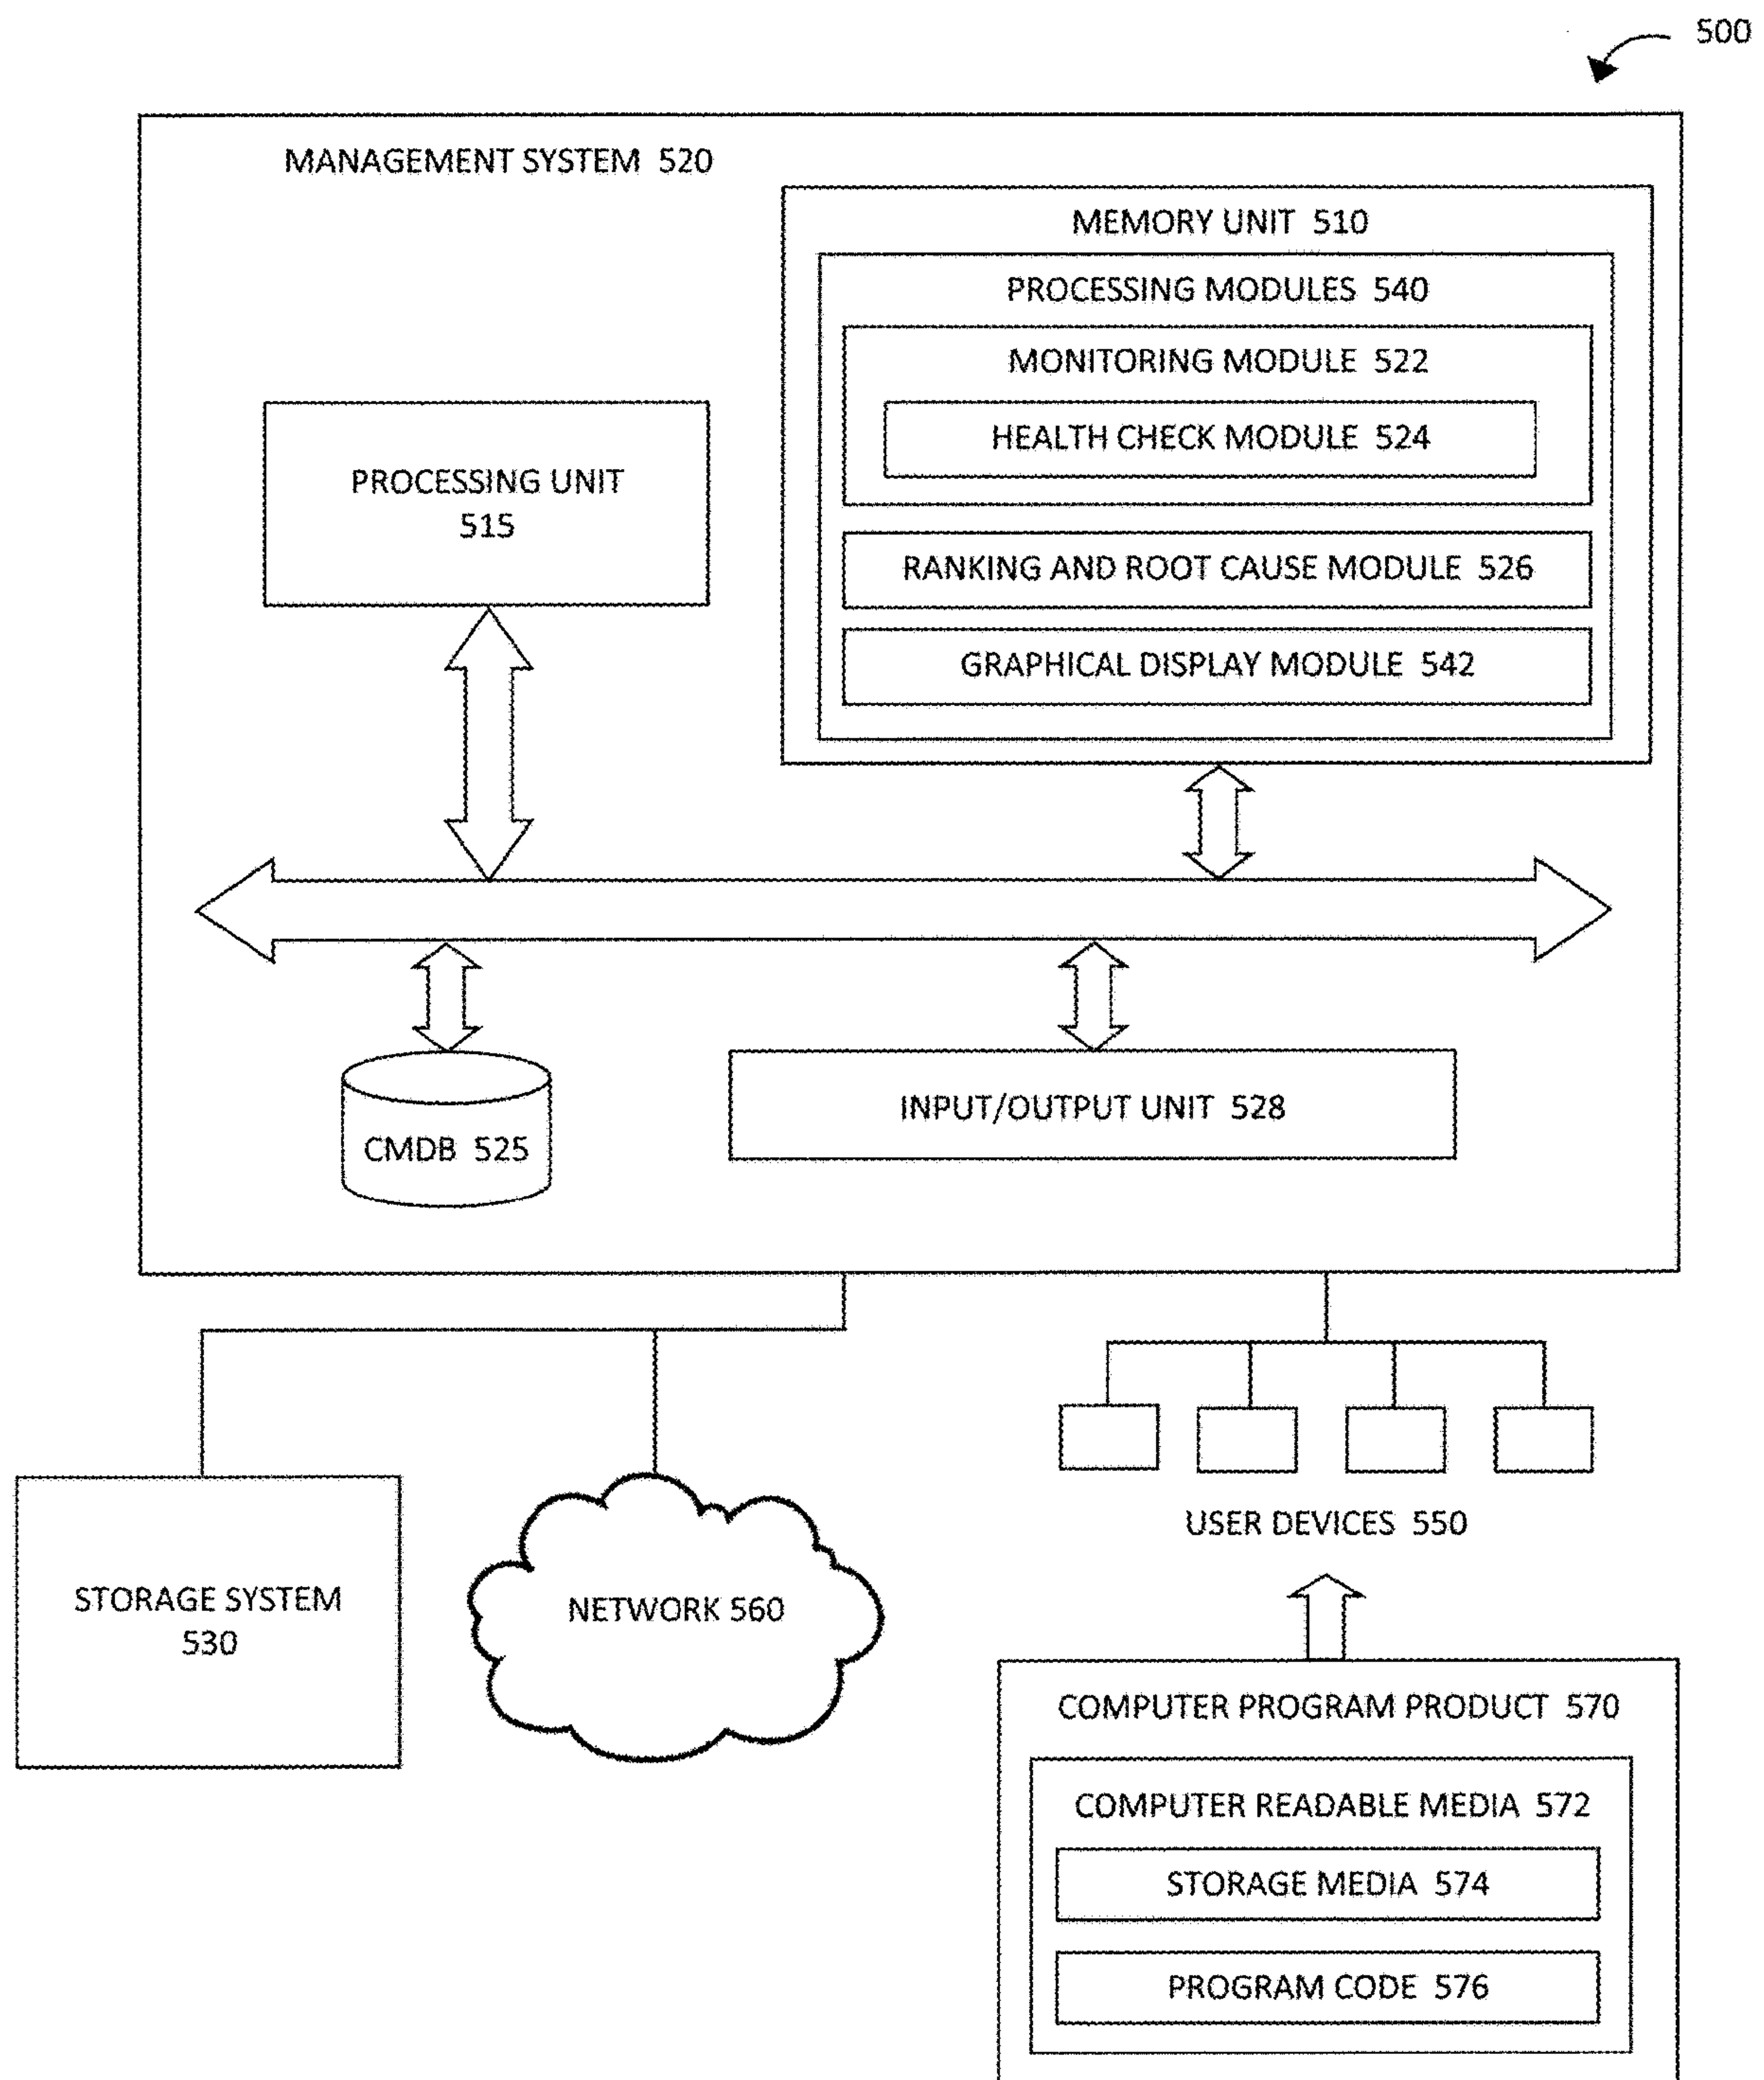 500
MANAGEMENT SYSTEM 520
MEMORY UNIT 510
PROCESSING MODULES 540
MONITORING MODULE 522
HEALTH CHECK MODULE 524
PROCESSING UNIT
515
RANKING AND ROOT CAUSE MODULE 526
GRAPHICAL DISPLAY MODULE 542
CMDB 525
INPUT/OUTPUT UNIT 528
USER DEVICES 550
STORAGE SYSTEM
530
NETWORK 560
COMPUTER PROGRAM PRODUCT 570
COMPUTER READABLE MEDIA 572
STORAGE MEDIA 574
PROGRAM CODE 576